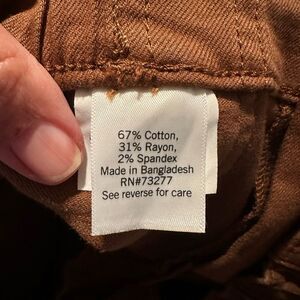 67% Cotton,
31% Rayon,
2% Spandex
Made in Bangladesh
RN#73277
See reverse for care